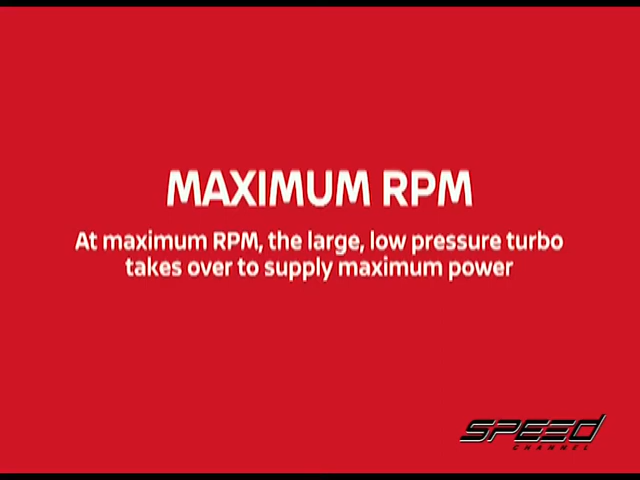 MAXIMUM RPM
At maximum RPM, the large, low pressure turbo
takes over to supply maximum power
SPEED
CHANNEL